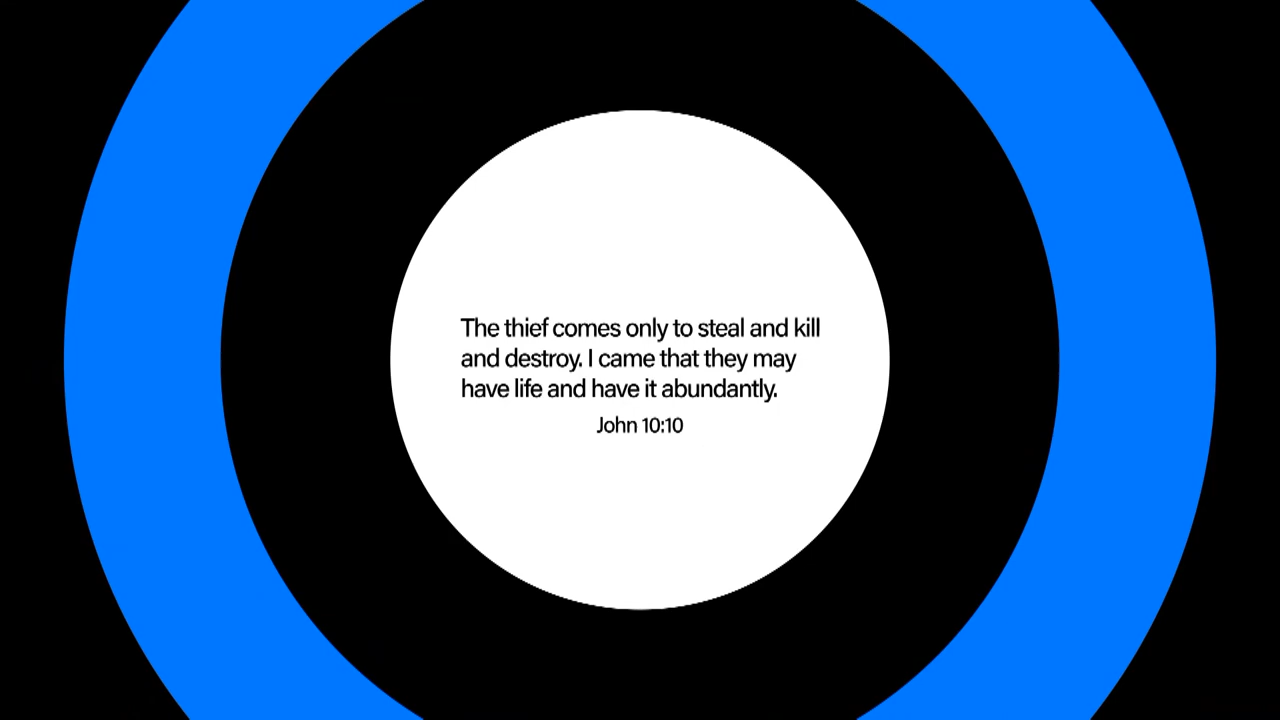 The thief comes only to steal and kill
and destroy. I came that they may
have life and have it abundantly.
John 10:10